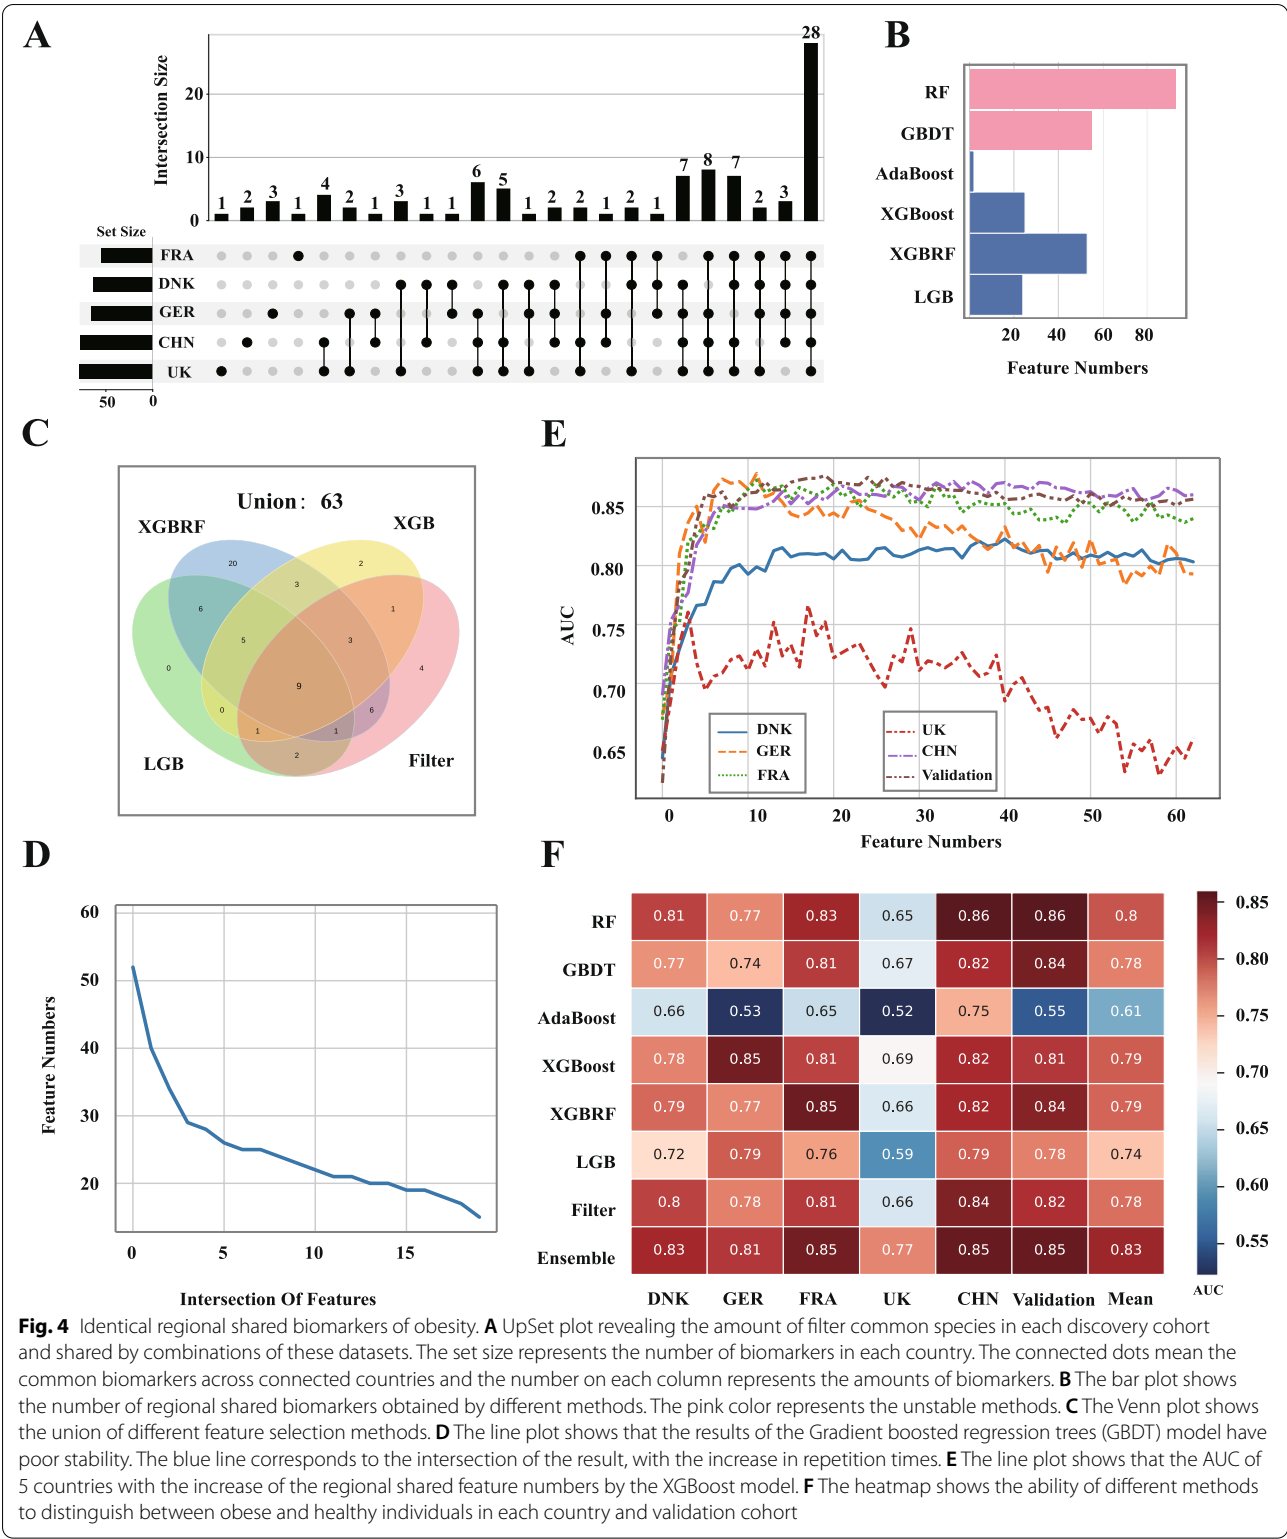 A
Intersection Size
20
10
0
1 2 3 1 4 2 1 3 1 1 6 5 1 2 2 1 2 1 7 8 7 2 3 28
Set Size
FRA
DNK
GER
CHN
UK
50 0
B
RF
GBDT
AdaBoost
XGBoost
XGBRF
LGB
20 40 60 80
Feature Numbers
C
Union: 63
XGBRF
XGB
20
2
3
6
1
5
3
0
4
9
0
6
1
1
2
LGB
Filter
D
Feature Numbers
60
50
40
30
20
0 5 10 15
Intersection Of Features
E
AUC
0.85
0.80
0.75
0.70
0.65
DNK
GER
FRA
UK
CHN
Validation
0 10 20 30 40 50 60
Feature Numbers
F
RF 0.81 0.77 0.83 0.65 0.86 0.86 0.8
GBDT 0.77 0.74 0.81 0.67 0.82 0.84 0.78
AdaBoost 0.66 0.53 0.65 0.52 0.75 0.55 0.61
XGBoost 0.78 0.85 0.81 0.69 0.82 0.81 0.79
XGBRF 0.79 0.77 0.85 0.66 0.82 0.84 0.79
LGB 0.72 0.79 0.76 0.59 0.79 0.78 0.74
Filter 0.8 0.78 0.81 0.66 0.84 0.82 0.78
Ensemble 0.83 0.81 0.85 0.77 0.85 0.85 0.83
DNK GER FRA UK CHN Validation Mean
0.85
0.80
0.75
0.70
0.65
0.60
0.55
AUC
Fig. 4 Identical regional shared biomarkers of obesity. A UpSet plot revealing the amount of filter common species in each discovery cohort
and shared by combinations of these datasets. The set size represents the number of biomarkers in each country. The connected dots mean the
common biomarkers across connected countries and the number on each column represents the amounts of biomarkers. B The bar plot shows
the number of regional shared biomarkers obtained by different methods. The pink color represents the unstable methods. C The Venn plot shows
the union of different feature selection methods. D The line plot shows that the results of the Gradient boosted regression trees (GBDT) model have
poor stability. The blue line corresponds to the intersection of the result, with the increase in repetition times. E The line plot shows that the AUC of
5 countries with the increase of the regional shared feature numbers by the XGBoost model. F The heatmap shows the ability of different methods
to distinguish between obese and healthy individuals in each country and validation cohort